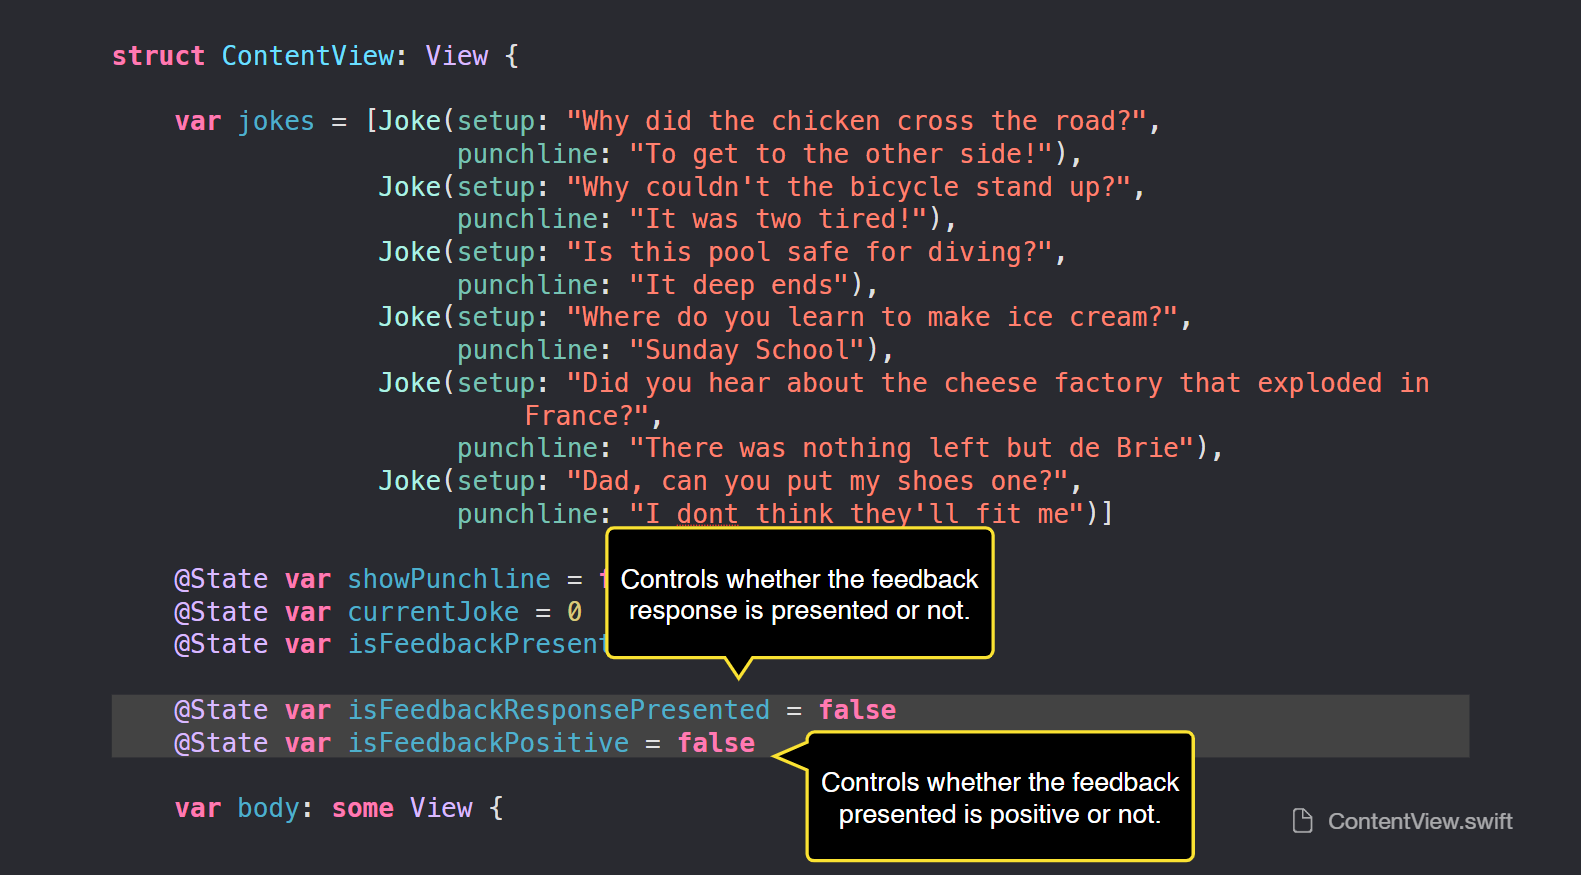 struct ContentView: View {
var jokes = [Joke(setup: "Why did the chicken cross the road?",
punchline: "To get to the other side!"),
Joke(setup: "Why couldn't the bicycle stand up?",
punchline: "It was two tired!"),
Joke(setup: "Is this pool safe for diving?",
punchline: "It deep ends"),
Joke(setup: "Where do you learn to make ice cream?",
punchline: "Sunday School"),
Joke(setup: "Did you hear about the cheese factory that exploded in
France?",
punchline: "There was nothing left but de Brie"),
Joke(setup: "Dad, can you put my shoes one?",
punchline: "I dont think they'll fit me")]
@State var showPunchline =
@State var currentJoke = 0
@State var isFeedbackPresent
Controls whether the feedback
response is presented or not.
@State var isFeedbackResponsePresented = false
@State var isFeedbackPositive = false
Controls whether the feedback
presented is positive or not.
var body: some View {
ContentView.swift